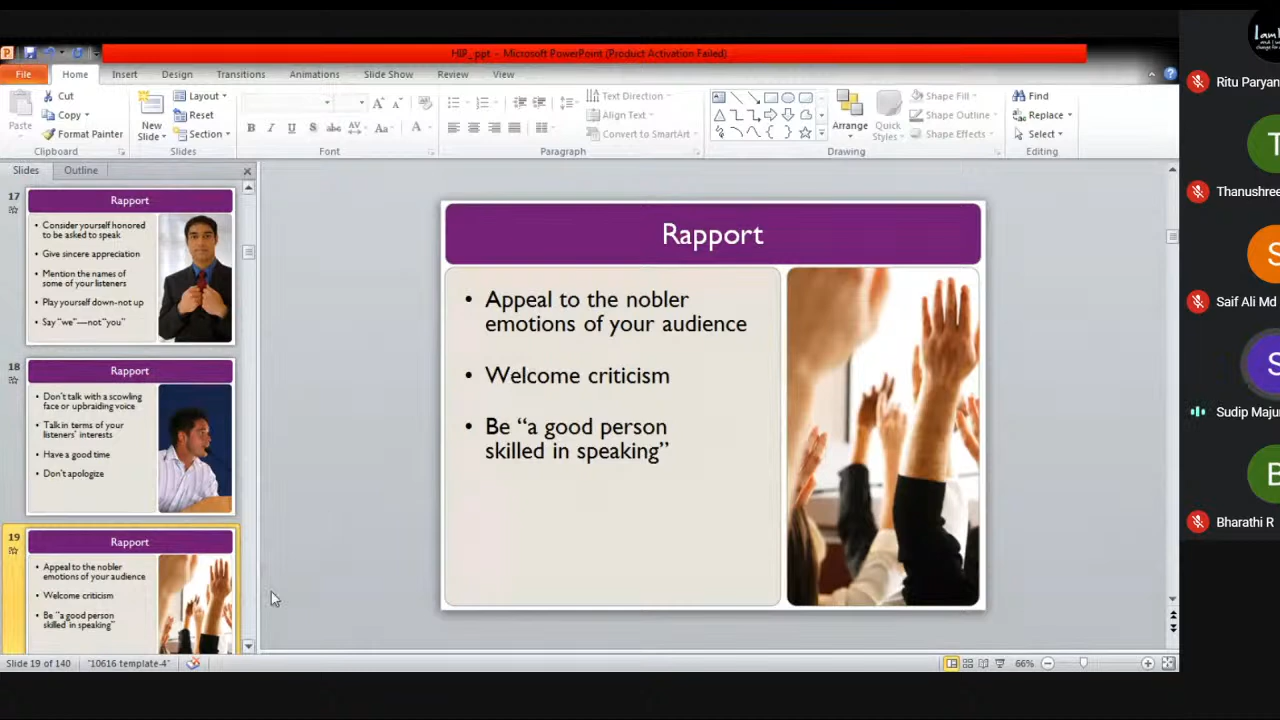 HIP_.ppt - Microsoft PowerPoint (Product Activation Failed)
File Home Insert Design Transitions Animations Slide Show Review View
Paste
Cut
Copy
Format Painter
Clipboard
New
Slide
Layout
Reset
Section
Slides
Font
Text Direction
Align Text
Convert to SmartArt
Paragraph
Arrange
Quick
Styles
Shape Fill
Shape Outline
Shape Effects
Drawing
Find
Replace
Select
Editing
Slides Outline
17
Rapport
• Consider yourself honored
to be asked to speak
• Give sincere appreciation
• Mention the names of
some of your listeners
• Play yourself down-not up
• Say "we"—not "you"
18
Rapport
• Don't talk with a scowling
face or upbraiding voice
• Talk in terms of your
listeners' interests
• Have a good time
• Don't apologize
19
Rapport
• Appeal to the nobler
emotions of your audience
• Welcome criticism
• Be "a good person
skilled in speaking"
Rapport
• Appeal to the nobler
emotions of your audience
• Welcome criticism
• Be "a good person
skilled in speaking"
Ritu Paryan
T
Thanushree
S
Saif Ali Md
S
Sudip Majur
B
Bharathi R
Slide 19 of 140 "10616 template-4" 66%